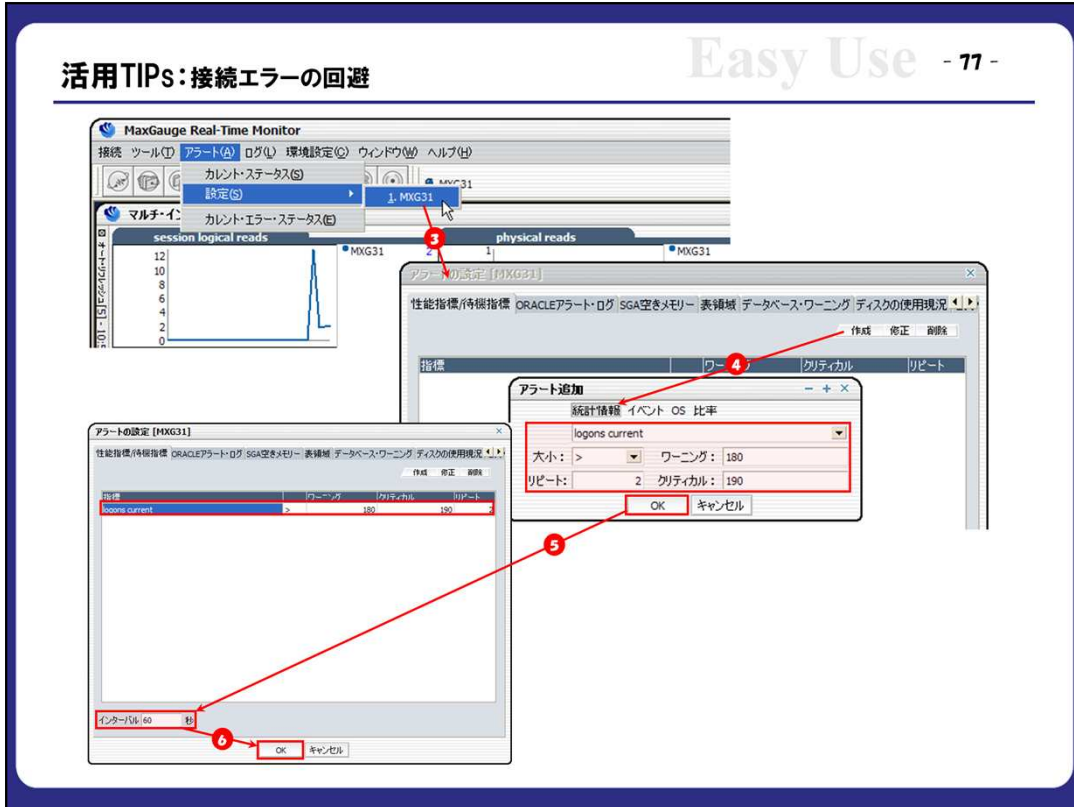 Easy Use - 77 -
活用TIPs：接続エラーの回避
MaxGauge Real-Time Monitor
接続 ツール(T) アラート(A) ログ(L) 環境設定(C) ウィンドウ(W) ヘルプ(H)
カレント・ステータス(S)
設定(S)
1. MXG31
MXG31
カレント・エラー・ステータス(E)
マルチ・イ
session logical reads
MXG31
12
10
8
6
4
2
0
physical reads
MXG31
2
1
3
アラートの設定 [MXG31]
性能指標/待機指標 ORACLEアラート・ログ SGA空きメモリー 表領域 データベース・ワーニング ディスクの使用現況
作成 修正 削除
指標 クリティカル リピート
4
アラート追加
統計情報 イベント OS 比率
logons current
大小： > ワーニング： 180
リピート： 2 クリティカル： 190
OK キャンセル
5
アラートの設定 [MXG31]
性能指標/待機指標 ORACLEアラート・ログ SGA空きメモリー 表領域 データベース・ワーニング ディスクの使用現況
作成 修正 削除
指標 ワーニング クリティカル リピート
logons current > 180 190 2
インターバル 60 秒
6
OK キャンセル